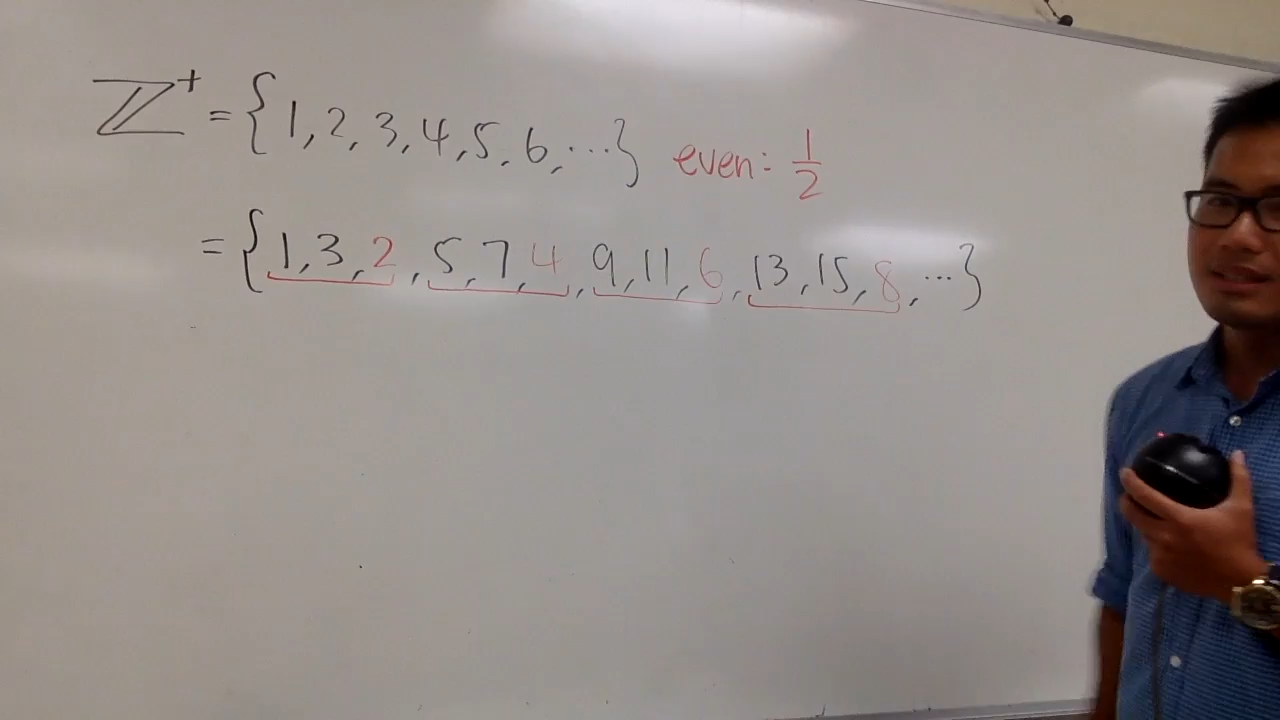 ℤ⁺ = {1, 2, 3, 4, 5, 6, ...} even: 1/2
= {1, 3, 2, 5, 7, 4, 9, 11, 6, 13, 15, 8, ...}